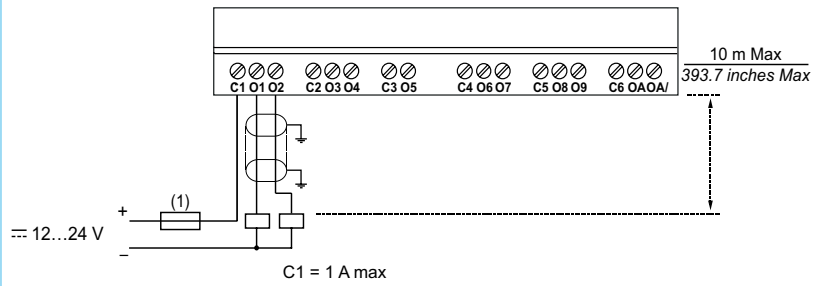 10 m Max
393.7 inches Max
C1 O1 O2 C2 O3 O4 C3 O5 C4 O6 O7 C5 O8 O9 C6 OA OA/
(1)
+
⎓ 12…24 V
–
C1 = 1 A max